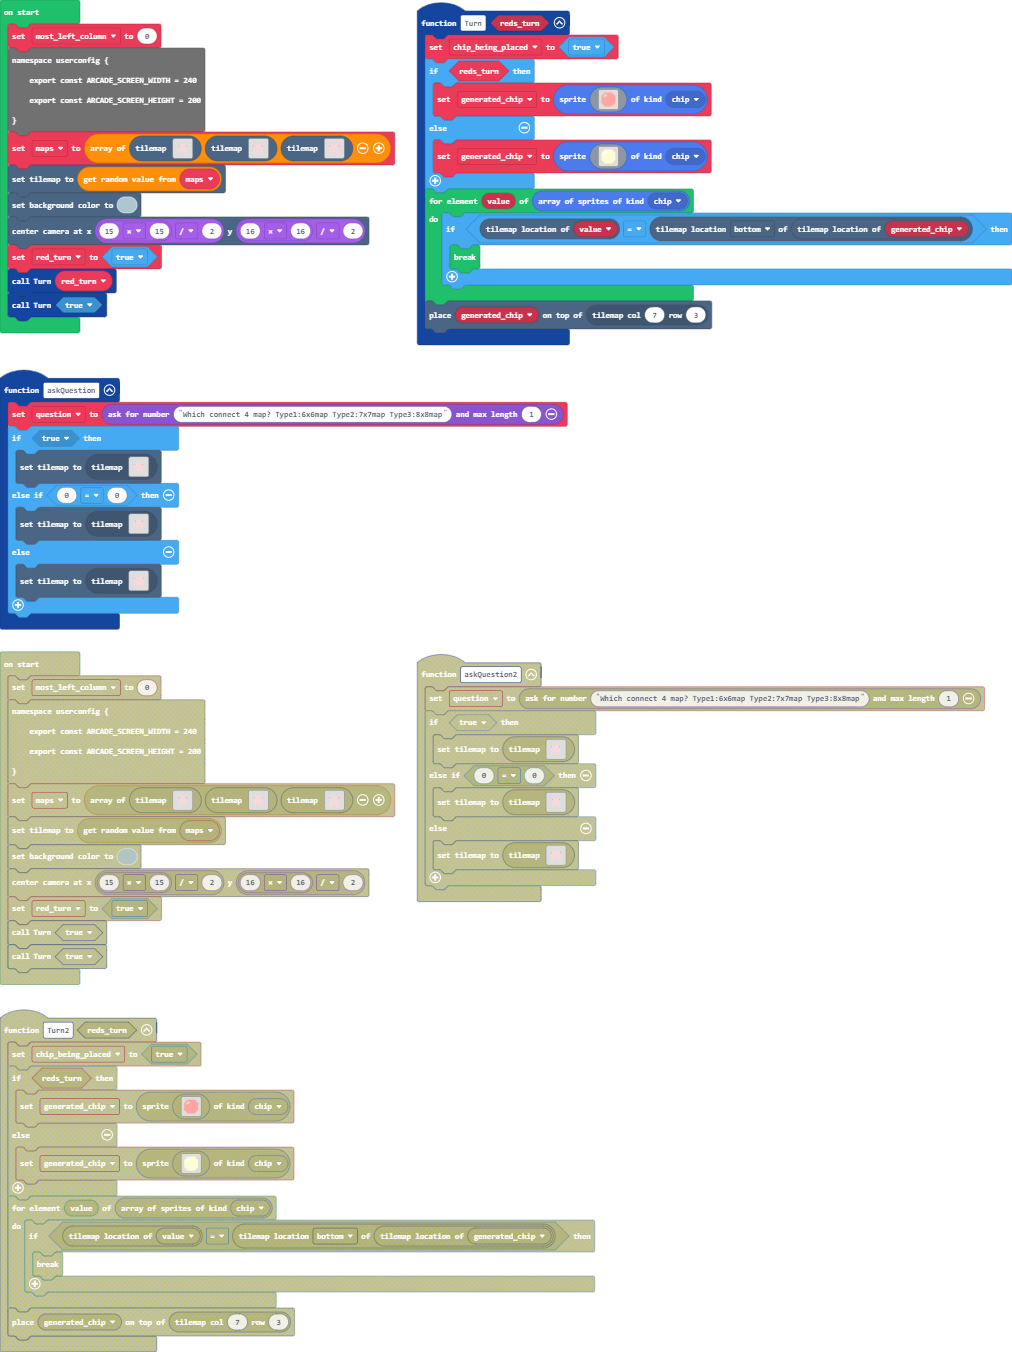 on start
set most_left_column to 0
namespace userconfig {
export const ARCADE_SCREEN_WIDTH = 240
export const ARCADE_SCREEN_HEIGHT = 200
}
set maps to array of tilemap tilemap tilemap
set tilemap to get random value from maps
set background color to
center camera at x 15 × 15 / 2 y 16 × 16 / 2
set red_turn to true
call Turn red_turn
call Turn true
function Turn reds_turn
set chip_being_placed to true
if reds_turn then
set generated_chip to sprite of kind chip
else
set generated_chip to sprite of kind chip
for element value of array of sprites of kind chip
do
if tilemap location of value = tilemap location bottom of tilemap location of generated_chip then
break
place generated_chip on top of tilemap col 7 row 3
function askQuestion
set question to ask for number "Which connect 4 map? Type1:6x6map Type2:7x7map Type3:8x8map" and max length 1
if true then
set tilemap to tilemap
else if 0 = 0 then
set tilemap to tilemap
else
set tilemap to tilemap
on start
set most_left_column to 0
namespace userconfig {
export const ARCADE_SCREEN_WIDTH = 240
export const ARCADE_SCREEN_HEIGHT = 200
}
set maps to array of tilemap tilemap tilemap
set tilemap to get random value from maps
set background color to
center camera at x 15 × 15 / 2 y 16 × 16 / 2
set red_turn to true
call Turn true
call Turn true
function askQuestion2
set question to ask for number "Which connect 4 map? Type1:6x6map Type2:7x7map Type3:8x8map" and max length 1
if true then
set tilemap to tilemap
else if 0 = 0 then
set tilemap to tilemap
else
set tilemap to tilemap
function Turn2 reds_turn
set chip_being_placed to true
if reds_turn then
set generated_chip to sprite of kind chip
else
set generated_chip to sprite of kind chip
for element value of array of sprites of kind chip
do
if tilemap location of value = tilemap location bottom of tilemap location of generated_chip then
break
place generated_chip on top of tilemap col 7 row 3